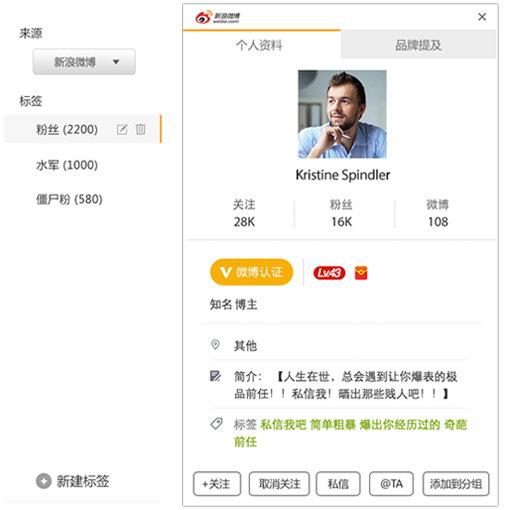 来源
新浪微博
标签
粉丝 (2200)
水军 (1000)
僵尸粉 (580)
新建标签
新浪微博
weibo.com
个人资料
品牌提及
Kristine Spindler
关注
粉丝
微博
28K
16K
108
微博认证
Lv.43
知名 博主
其他
简介： 【人生在世，总会遇到让你爆表的极
品前任！！私信我！晒出那些贱人吧！！】
标签 私信我吧 简单粗暴 爆出你经历过的 奇葩
前任
+关注
取消关注
私信
@TA
添加到分组